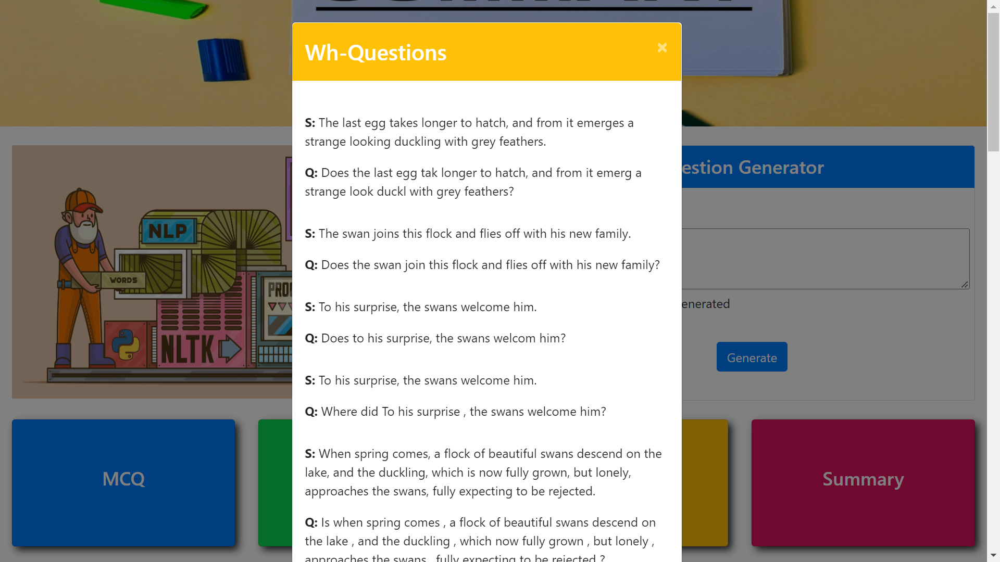 Wh-Questions
×
S: The last egg takes longer to hatch, and from it emerges a
strange looking duckling with grey feathers.
Q: Does the last egg tak longer to hatch, and from it emerg a
strange look duckl with grey feathers?
S: The swan joins this flock and flies off with his new family.
Q: Does the swan join this flock and flies off with his new family?
S: To his surprise, the swans welcome him.
Q: Does to his surprise, the swans welcom him?
S: To his surprise, the swans welcome him.
Q: Where did To his surprise , the swans welcome him?
S: When spring comes, a flock of beautiful swans descend on the
lake, and the duckling, which is now fully grown, but lonely,
approaches the swans, fully expecting to be rejected.
Q: Is when spring comes , a flock of beautiful swans descend on
the lake , and the duckling , which now fully grown , but lonely ,
approaches the swans , fully expecting to be rejected ?
NLP
WORDS
NLTK
PRO
estion Generator
enerated
Generate
MCQ
Summary